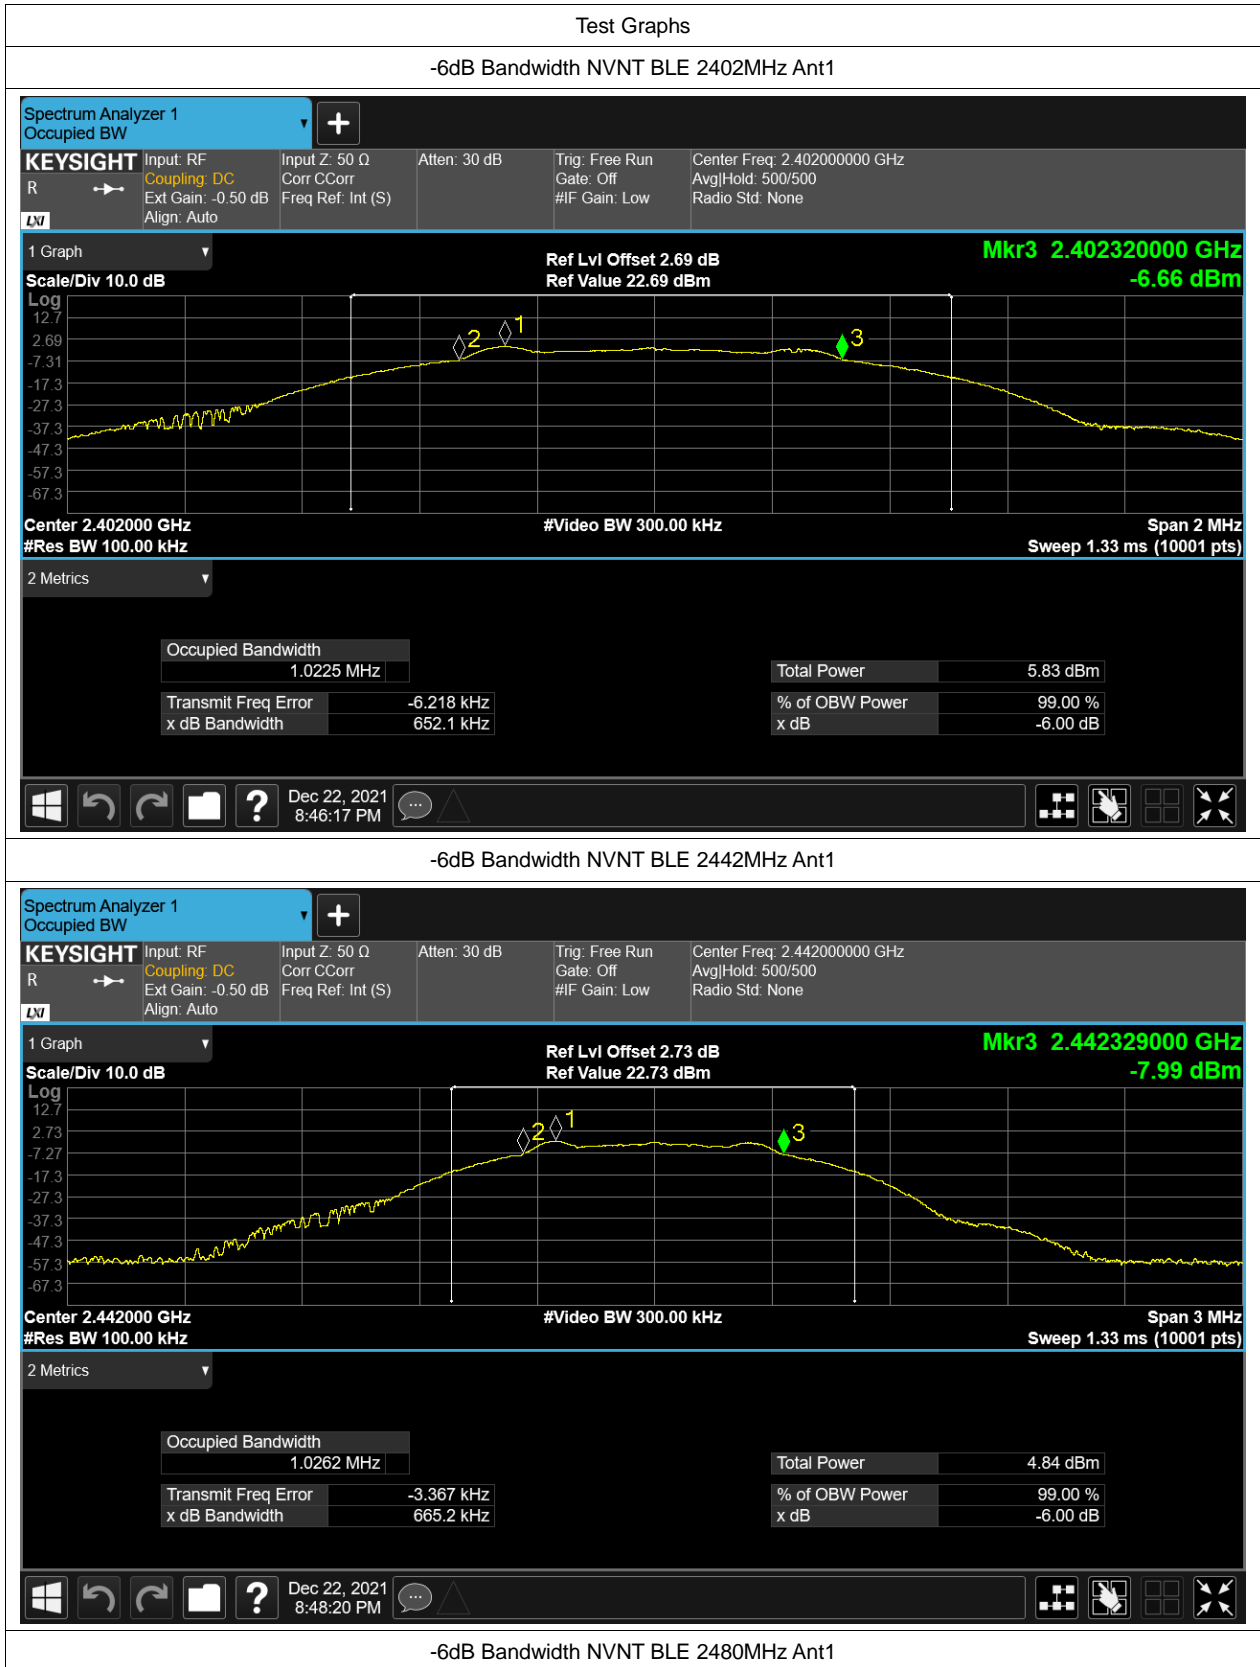 Test Graphs
-6dB Bandwidth NVNT BLE 2402MHz Ant1
Spectrum Analyzer 1
Occupied BW
KEYSIGHT Input: RF Input Z: 50 Ω Atten: 30 dB Trig: Free Run Center Freq: 2.402000000 GHz
R Coupling: DC Corr CCorr Gate: Off Avg|Hold: 500/500
Ext Gain: -0.50 dB Freq Ref: Int (S) #IF Gain: Low Radio Std: None
LXI Align: Auto
1 Graph Ref Lvl Offset 2.69 dB Mkr3 2.402320000 GHz
Scale/Div 10.0 dB Ref Value 22.69 dBm -6.66 dBm
Log
12.7
2.69
-7.31
-17.3
-27.3
-37.3
-47.3
-57.3
-67.3
2 1 3
Center 2.402000 GHz #Video BW 300.00 kHz Span 2 MHz
#Res BW 100.00 kHz Sweep 1.33 ms (10001 pts)
2 Metrics
Occupied Bandwidth
1.0225 MHz Total Power 5.83 dBm
Transmit Freq Error -6.218 kHz % of OBW Power 99.00 %
x dB Bandwidth 652.1 kHz x dB -6.00 dB
? Dec 22, 2021
8:46:17 PM
-6dB Bandwidth NVNT BLE 2442MHz Ant1
Spectrum Analyzer 1
Occupied BW
KEYSIGHT Input: RF Input Z: 50 Ω Atten: 30 dB Trig: Free Run Center Freq: 2.442000000 GHz
R Coupling: DC Corr CCorr Gate: Off Avg|Hold: 500/500
Ext Gain: -0.50 dB Freq Ref: Int (S) #IF Gain: Low Radio Std: None
LXI Align: Auto
1 Graph Ref Lvl Offset 2.73 dB Mkr3 2.442329000 GHz
Scale/Div 10.0 dB Ref Value 22.73 dBm -7.99 dBm
Log
12.7
2.73
-7.27
-17.3
-27.3
-37.3
-47.3
-57.3
-67.3
2 1 3
Center 2.442000 GHz #Video BW 300.00 kHz Span 3 MHz
#Res BW 100.00 kHz Sweep 1.33 ms (10001 pts)
2 Metrics
Occupied Bandwidth
1.0262 MHz Total Power 4.84 dBm
Transmit Freq Error -3.367 kHz % of OBW Power 99.00 %
x dB Bandwidth 665.2 kHz x dB -6.00 dB
? Dec 22, 2021
8:48:20 PM
-6dB Bandwidth NVNT BLE 2480MHz Ant1